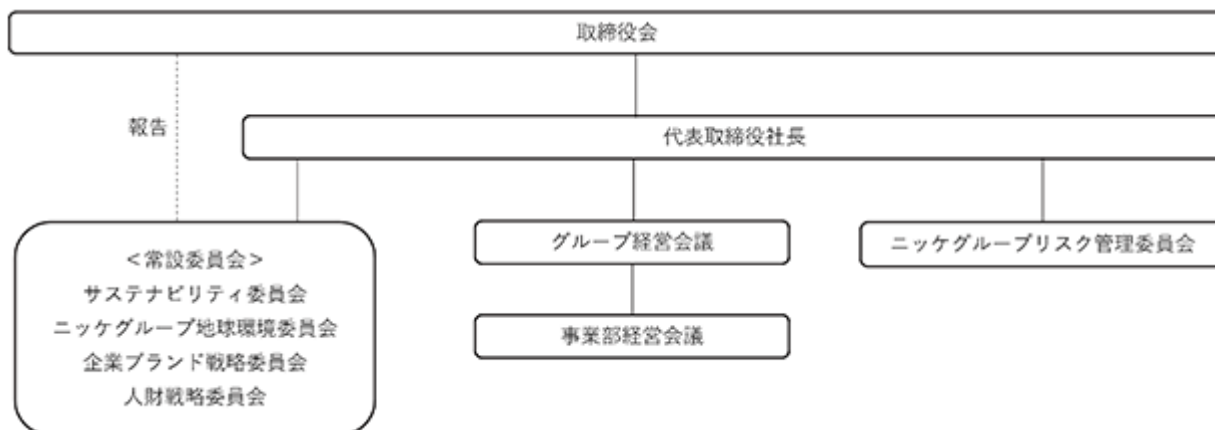 取締役会
報告
代表取締役社長
＜常設委員会＞
サステナビリティ委員会
ニッケグループ地球環境委員会
企業ブランド戦略委員会
人財戦略委員会
グループ経営会議
事業部経営会議
ニッケグループリスク管理委員会